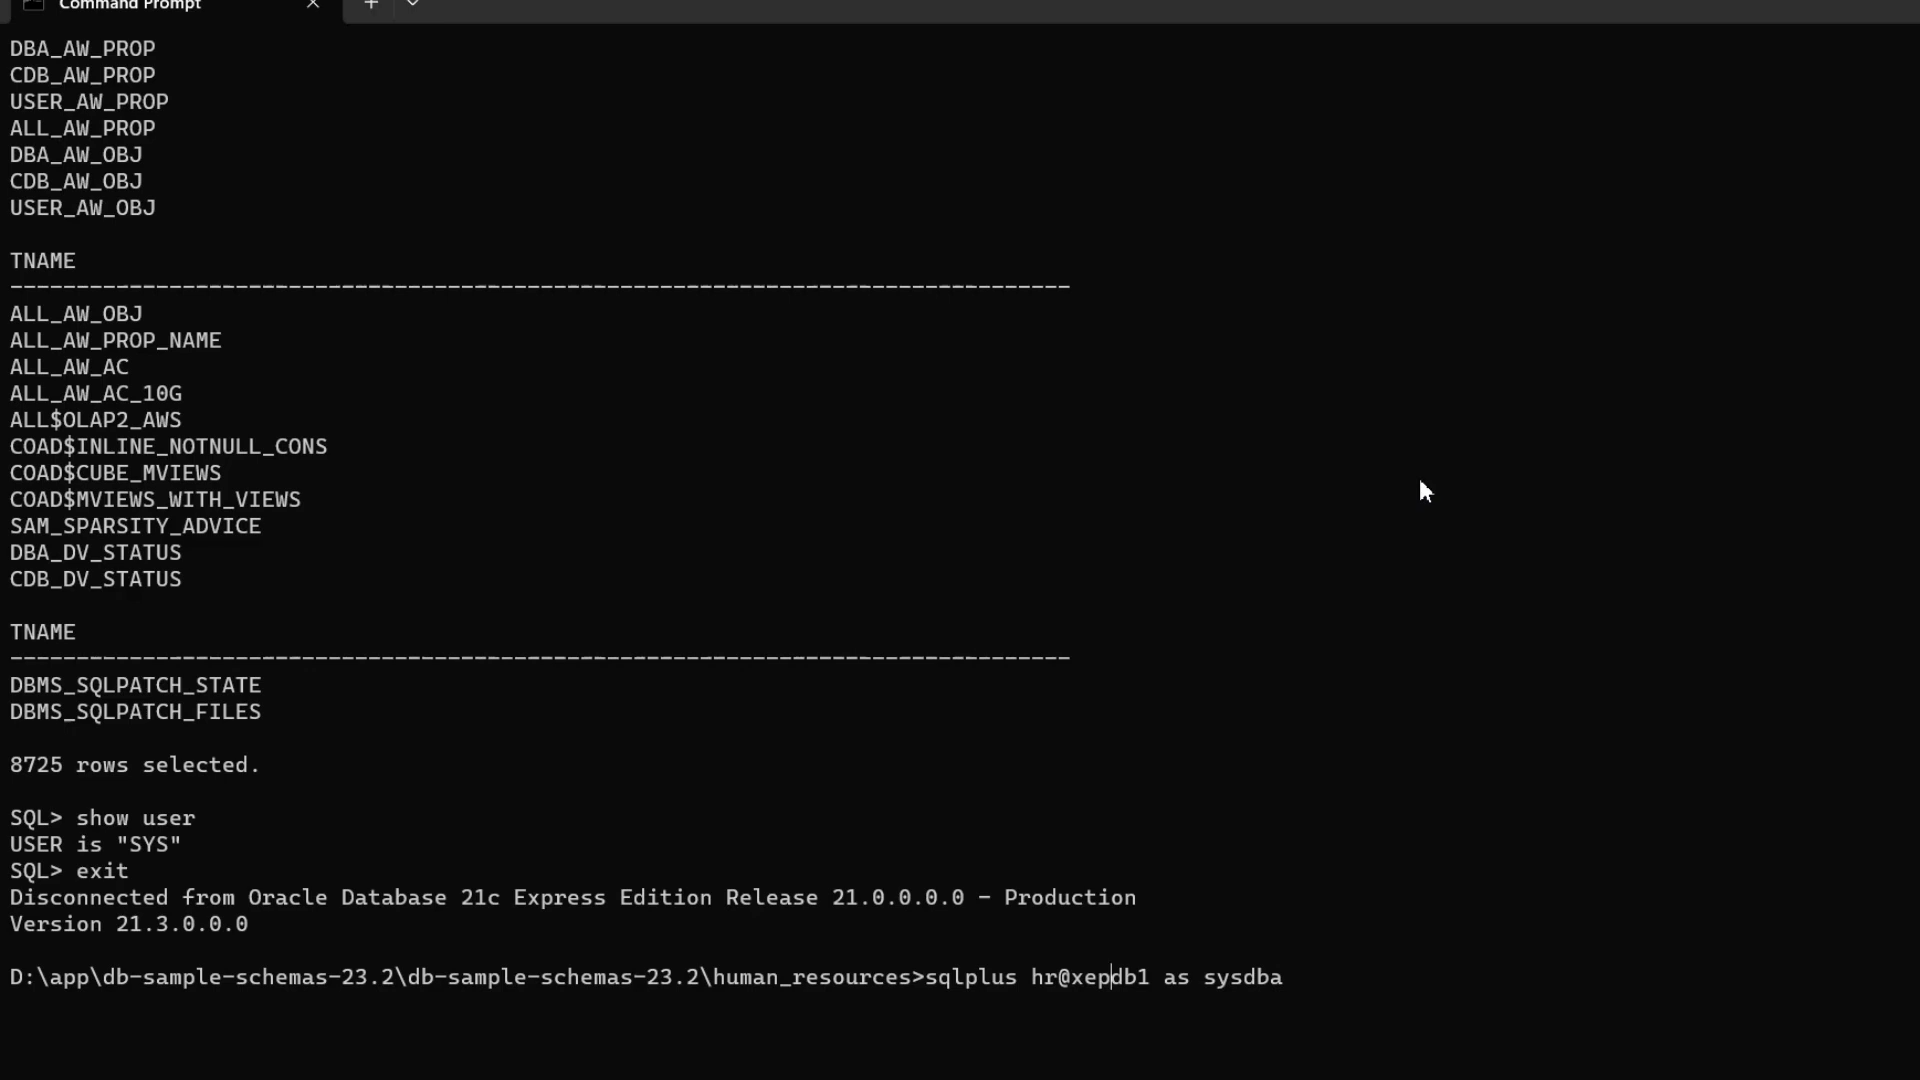 Command Prompt
DBA_AW_PROP
CDB_AW_PROP
USER_AW_PROP
ALL_AW_PROP
DBA_AW_OBJ
CDB_AW_OBJ
USER_AW_OBJ
TNAME
--------------------------------------------------------------------------------
ALL_AW_OBJ
ALL_AW_PROP_NAME
ALL_AW_AC
ALL_AW_AC_10G
ALL$OLAP2_AWS
COAD$INLINE_NOTNULL_CONS
COAD$CUBE_MVIEWS
COAD$MVIEWS_WITH_VIEWS
SAM_SPARSITY_ADVICE
DBA_DV_STATUS
CDB_DV_STATUS
TNAME
--------------------------------------------------------------------------------
DBMS_SQLPATCH_STATE
DBMS_SQLPATCH_FILES
8725 rows selected.
SQL> show user
USER is "SYS"
SQL> exit
Disconnected from Oracle Database 21c Express Edition Release 21.0.0.0.0 - Production
Version 21.3.0.0.0
D:\app\db-sample-schemas-23.2\db-sample-schemas-23.2\human_resources>sqlplus hr@xepdb1 as sysdba